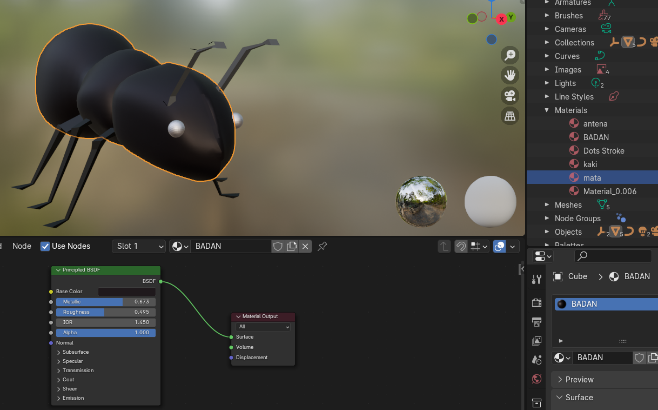 X
Y
Armatures
Brushes
Cameras
Collections
Curves
Images
4
Lights
2
Line Styles
Materials
antena
BADAN
Dots Stroke
kaki
mata
Material_0.006
Meshes
5
Node Groups
Objects
Node
Use Nodes
Slot 1
BADAN
Principled BSDF
BSDF
Base Color
Metallic 0.673
Roughness 0.495
IOR 1.450
Alpha 1.000
Normal
Subsurface
Specular
Transmission
Coat
Sheen
Emission
Material Output
All
Surface
Volume
Displacement
Cube
BADAN
BADAN
BADAN
Preview
Surface